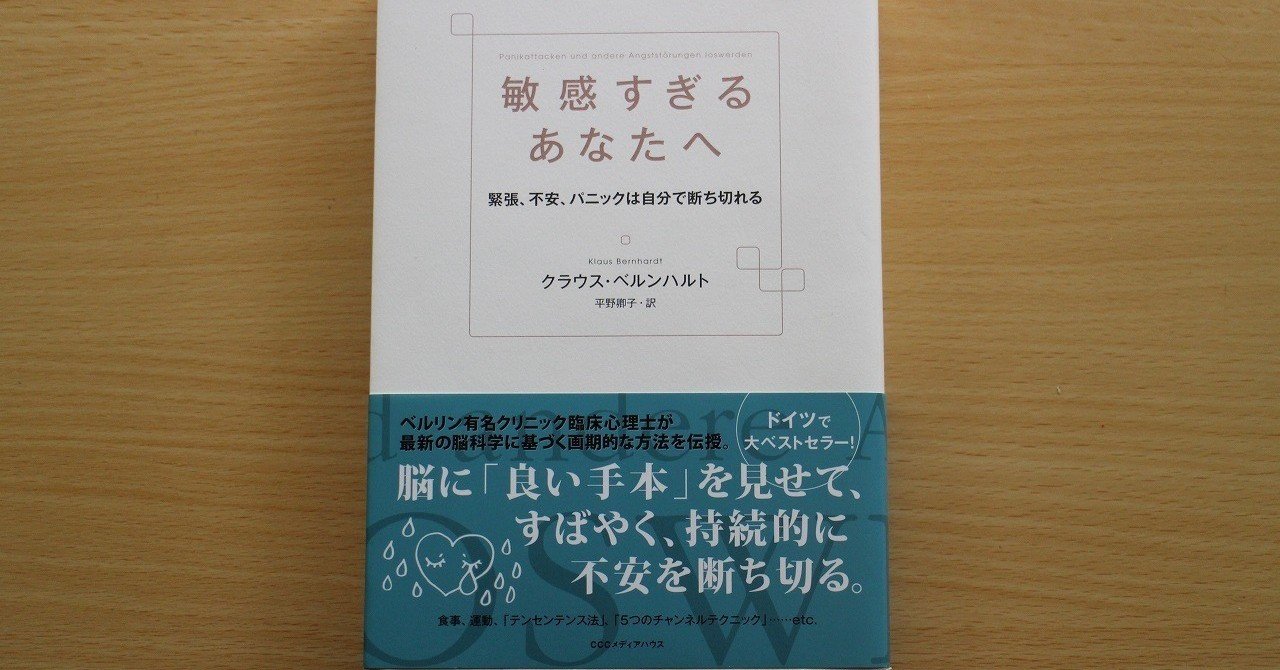 Panikattacken und andere Angststörungen loswerden
敏感すぎる
あなたへ
緊張、不安、パニックは自分で断ち切れる
Klaus Bernhardt
クラウス・ベルンハルト
平野卿子・訳
ベルリン有名クリニック臨床心理士が
最新の脳科学に基づく画期的な方法を伝授。
ドイツで
大ベストセラー!
脳に「良い手本」を見せて、
すばやく、持続的に
不安を断ち切る。
食事、運動、「テンセンテンス法」、「5つのチャンネルテクニック」……etc.
CCCメディアハウス